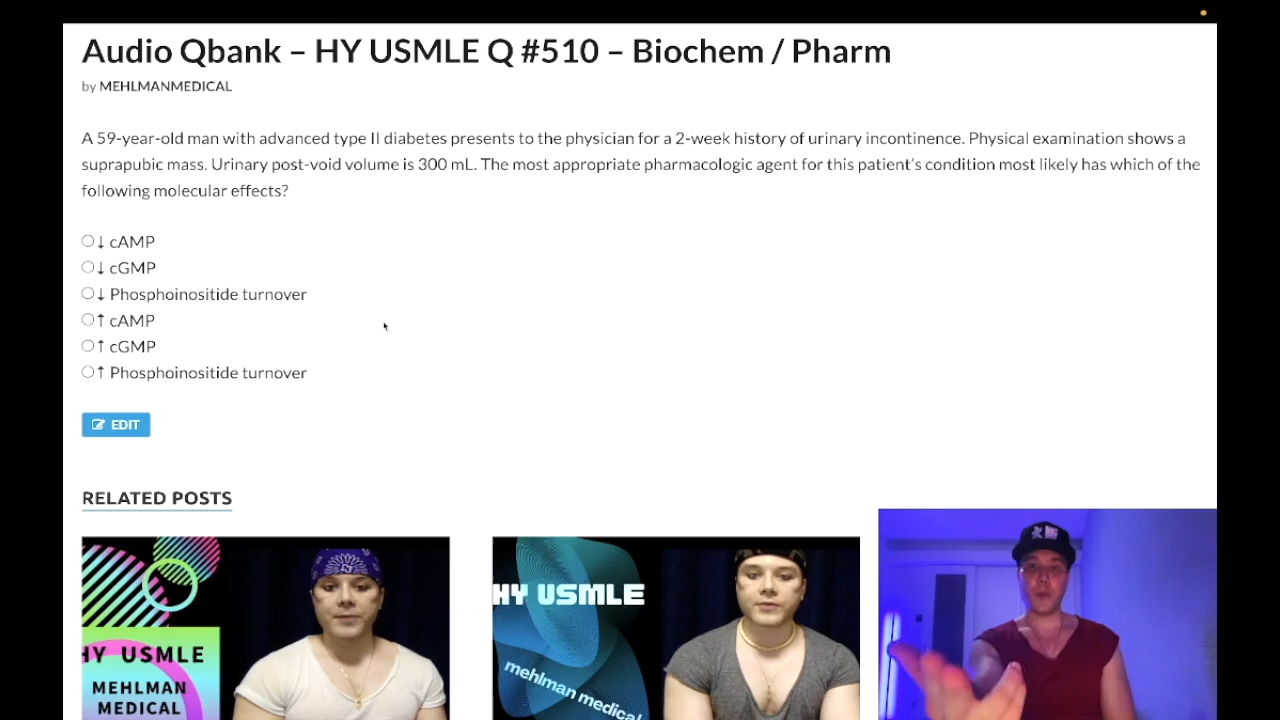 Audio Qbank – HY USMLE Q #510 – Biochem / Pharm
by MEHLMANMEDICAL
A 59-year-old man with advanced type II diabetes presents to the physician for a 2-week history of urinary incontinence. Physical examination shows a
suprapubic mass. Urinary post-void volume is 300 mL. The most appropriate pharmacologic agent for this patient's condition most likely has which of the
following molecular effects?
↓ cAMP
↓ cGMP
↓ Phosphoinositide turnover
↑ cAMP
↑ cGMP
↑ Phosphoinositide turnover
EDIT
RELATED POSTS
HY USMLE
MEHLMAN
MEDICAL
HY USMLE
mehlman medical